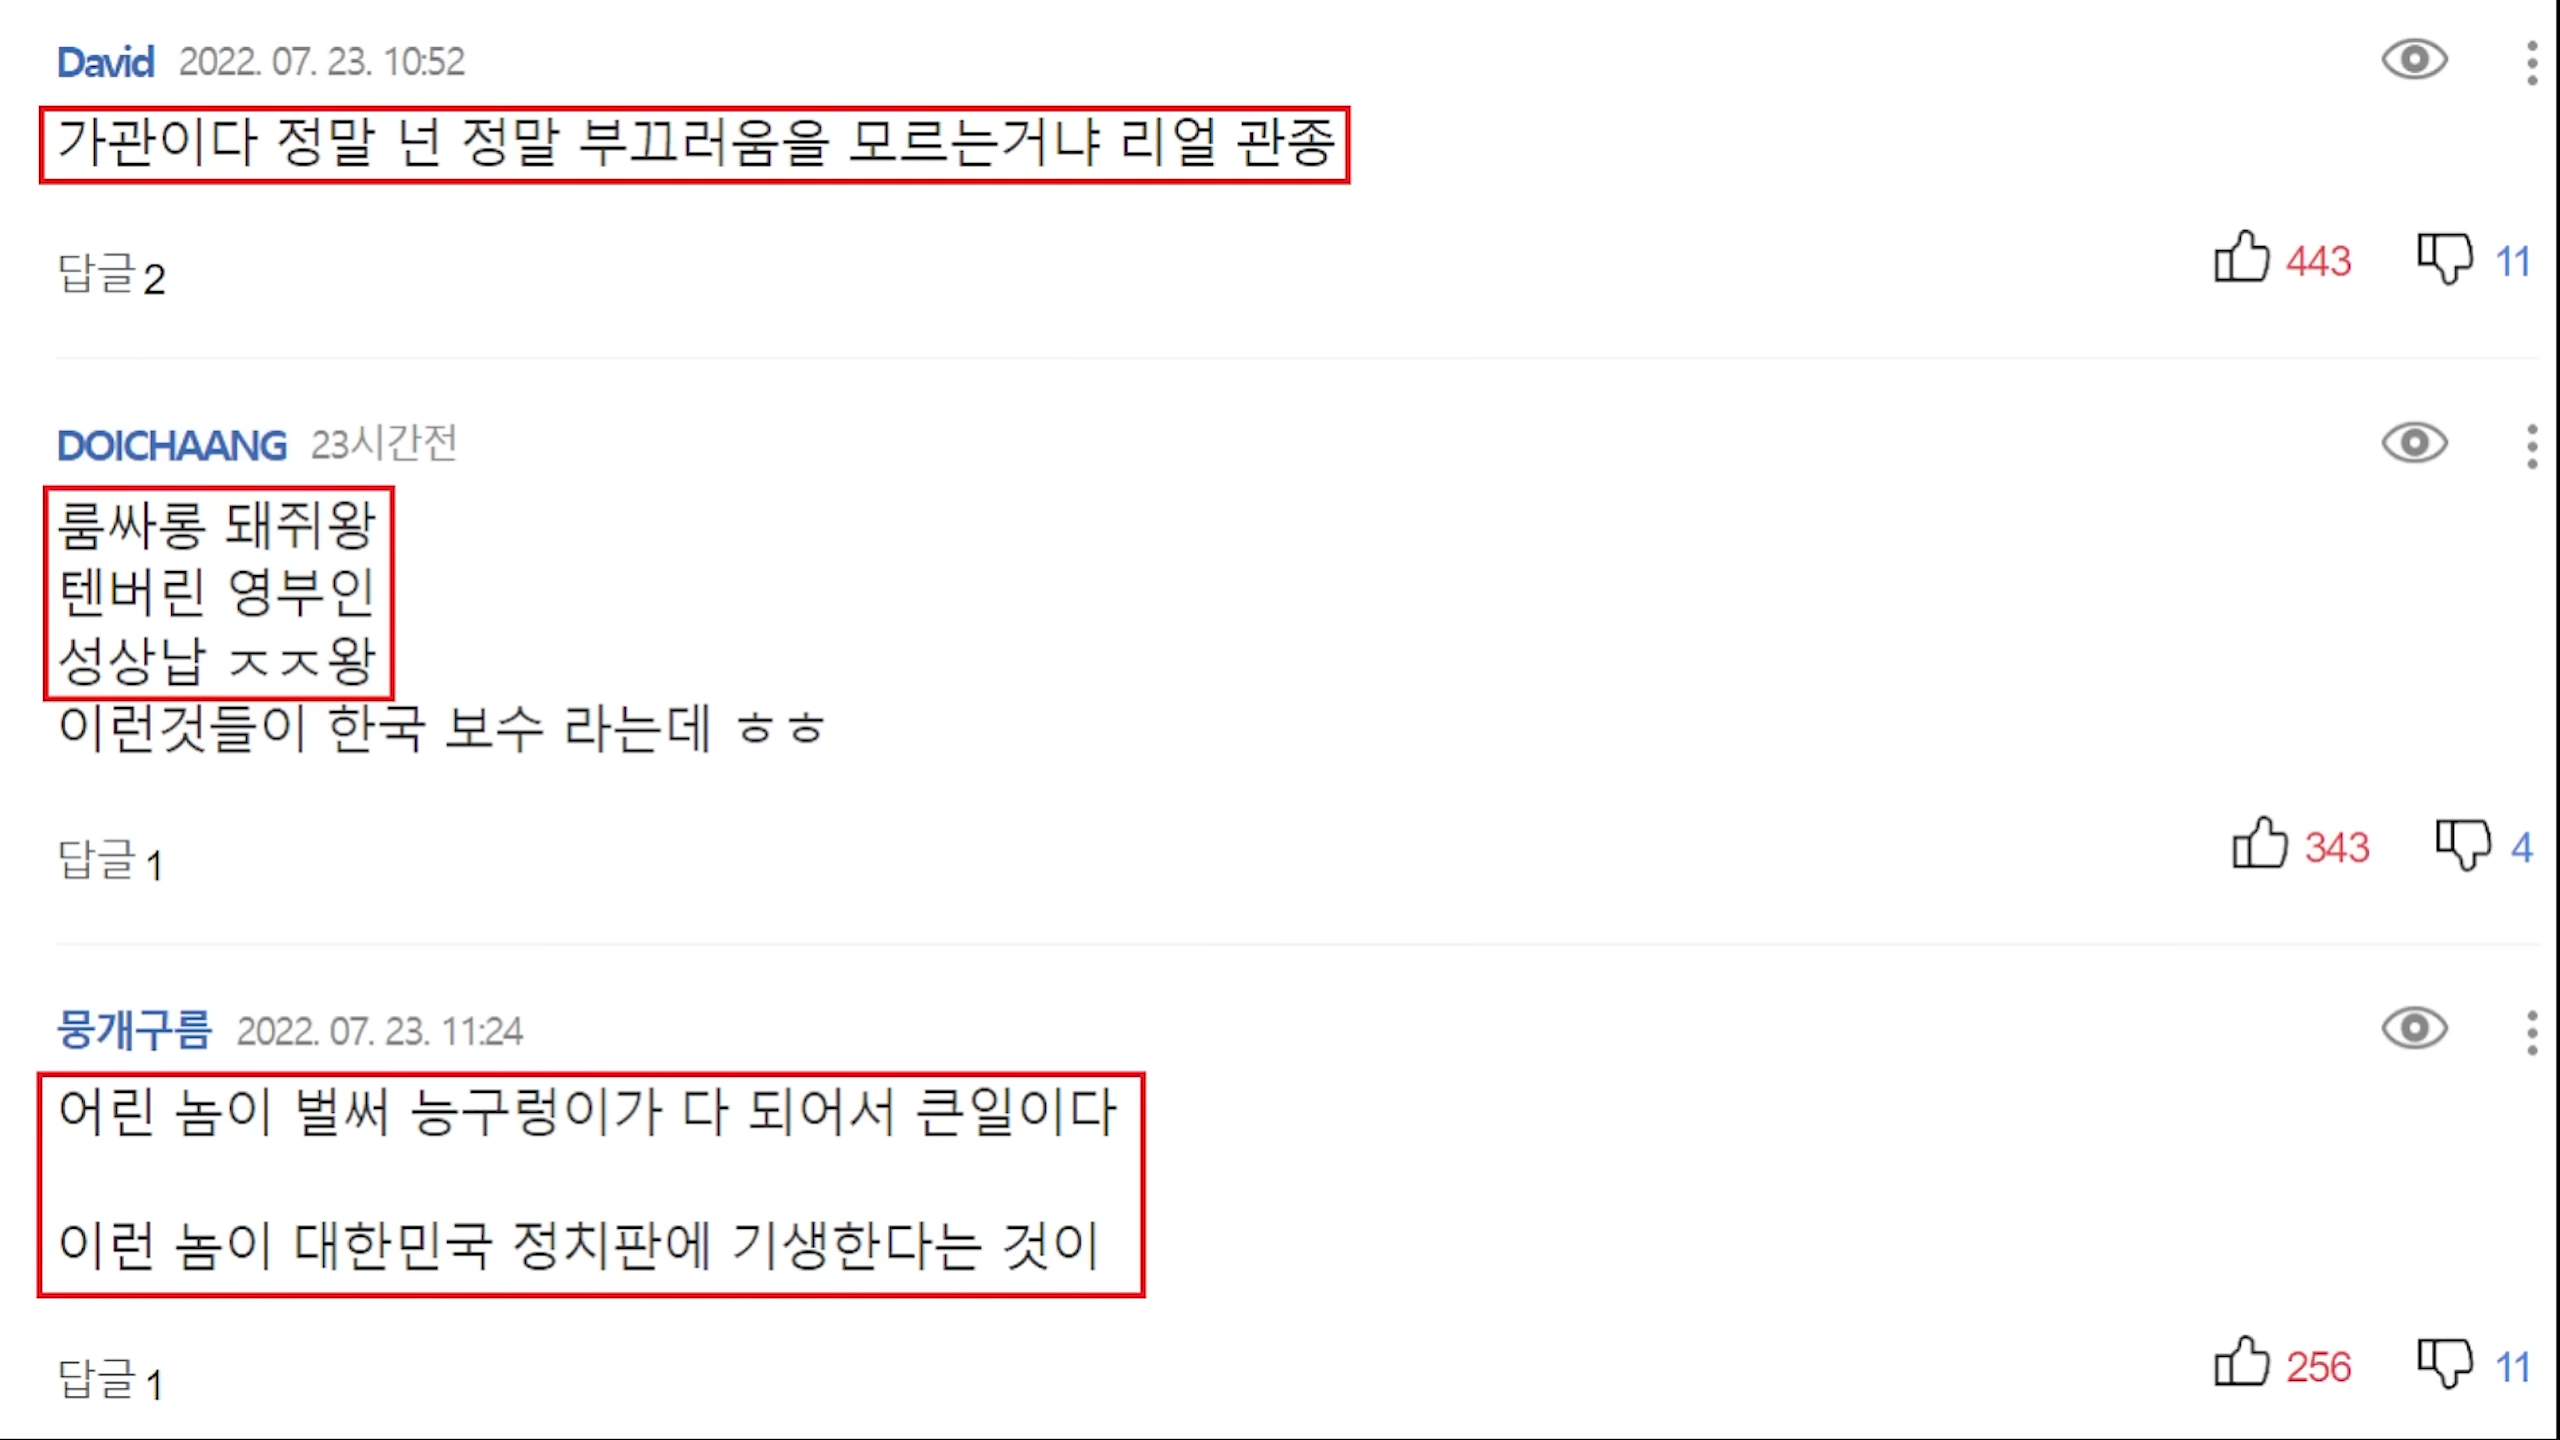 David 2022. 07. 23. 10:52
가관이다 정말 넌 정말 부끄러움을 모르는거냐 리얼 관종
답글 2 443 11
DOICHAANG 23시간전
룸싸롱 돼쥐왕
텐버린 영부인
성상납 ㅈㅈ왕
이런것들이 한국 보수 라는데 ㅎㅎ
답글 1 343 4
뭉개구름 2022. 07. 23. 11:24
어린 놈이 벌써 능구렁이가 다 되어서 큰일이다
이런 놈이 대한민국 정치판에 기생한다는 것이
답글 1 256 11